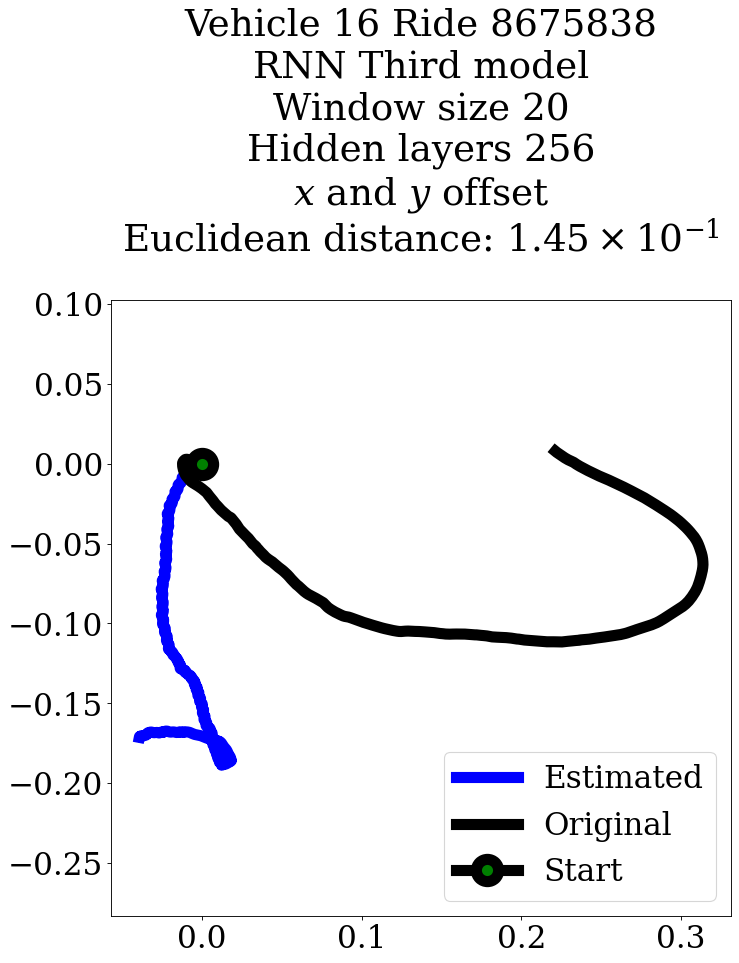 Vehicle 16 Ride 8675838
RNN Third model
Window size 20
Hidden layers 256
x and y offset
Euclidean distance: 1.45 × 10⁻¹
0.10
0.05
0.00
−0.05
−0.10
−0.15
−0.20
−0.25
Estimated
Original
Start
0.0 0.1 0.2 0.3